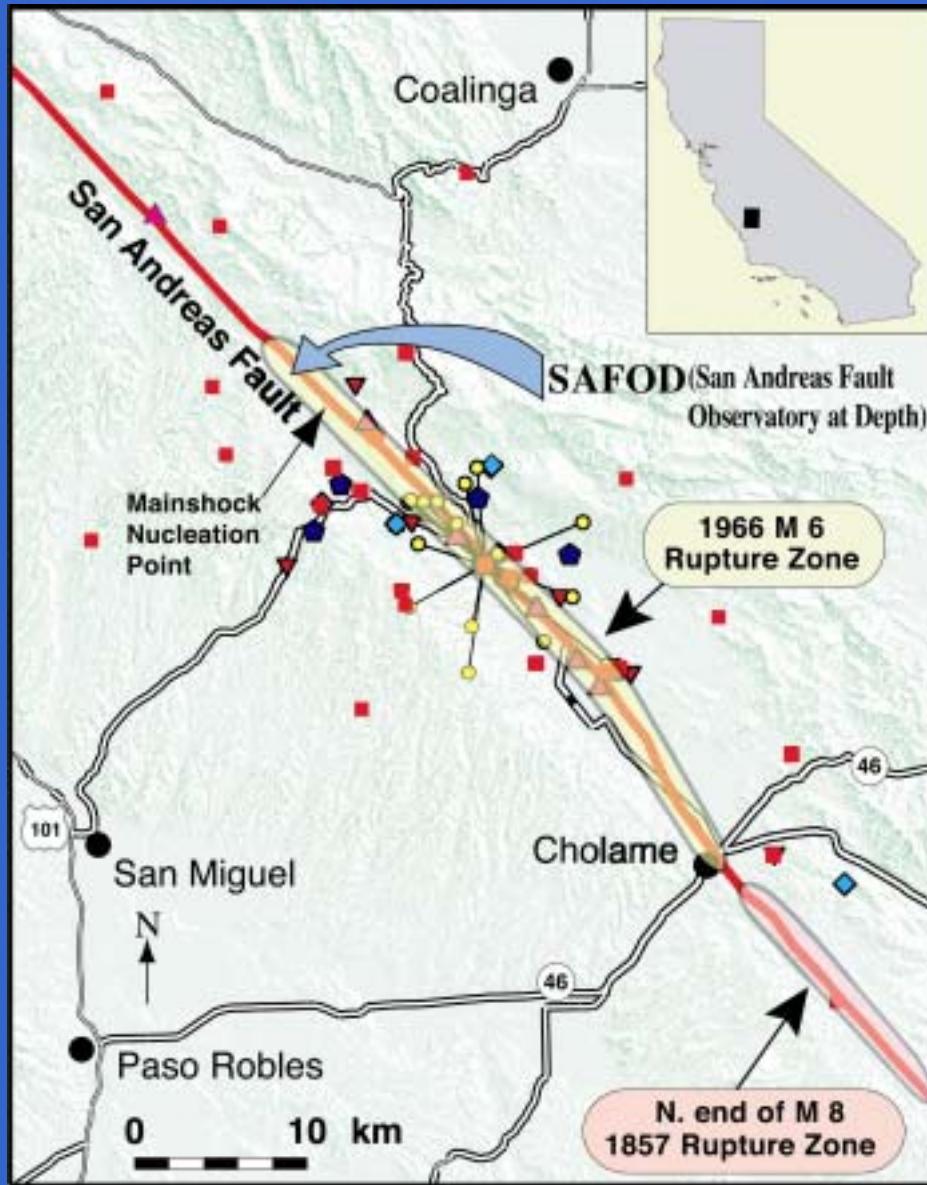 Coalinga
San Andreas Fault
SAFOD (San Andreas Fault
Observatory at Depth)
Mainshock
Nucleation
Point
1966 M 6
Rupture Zone
46
101
San Miguel
Cholame
N
46
Paso Robles
0 10 km
N. end of M 8
1857 Rupture Zone